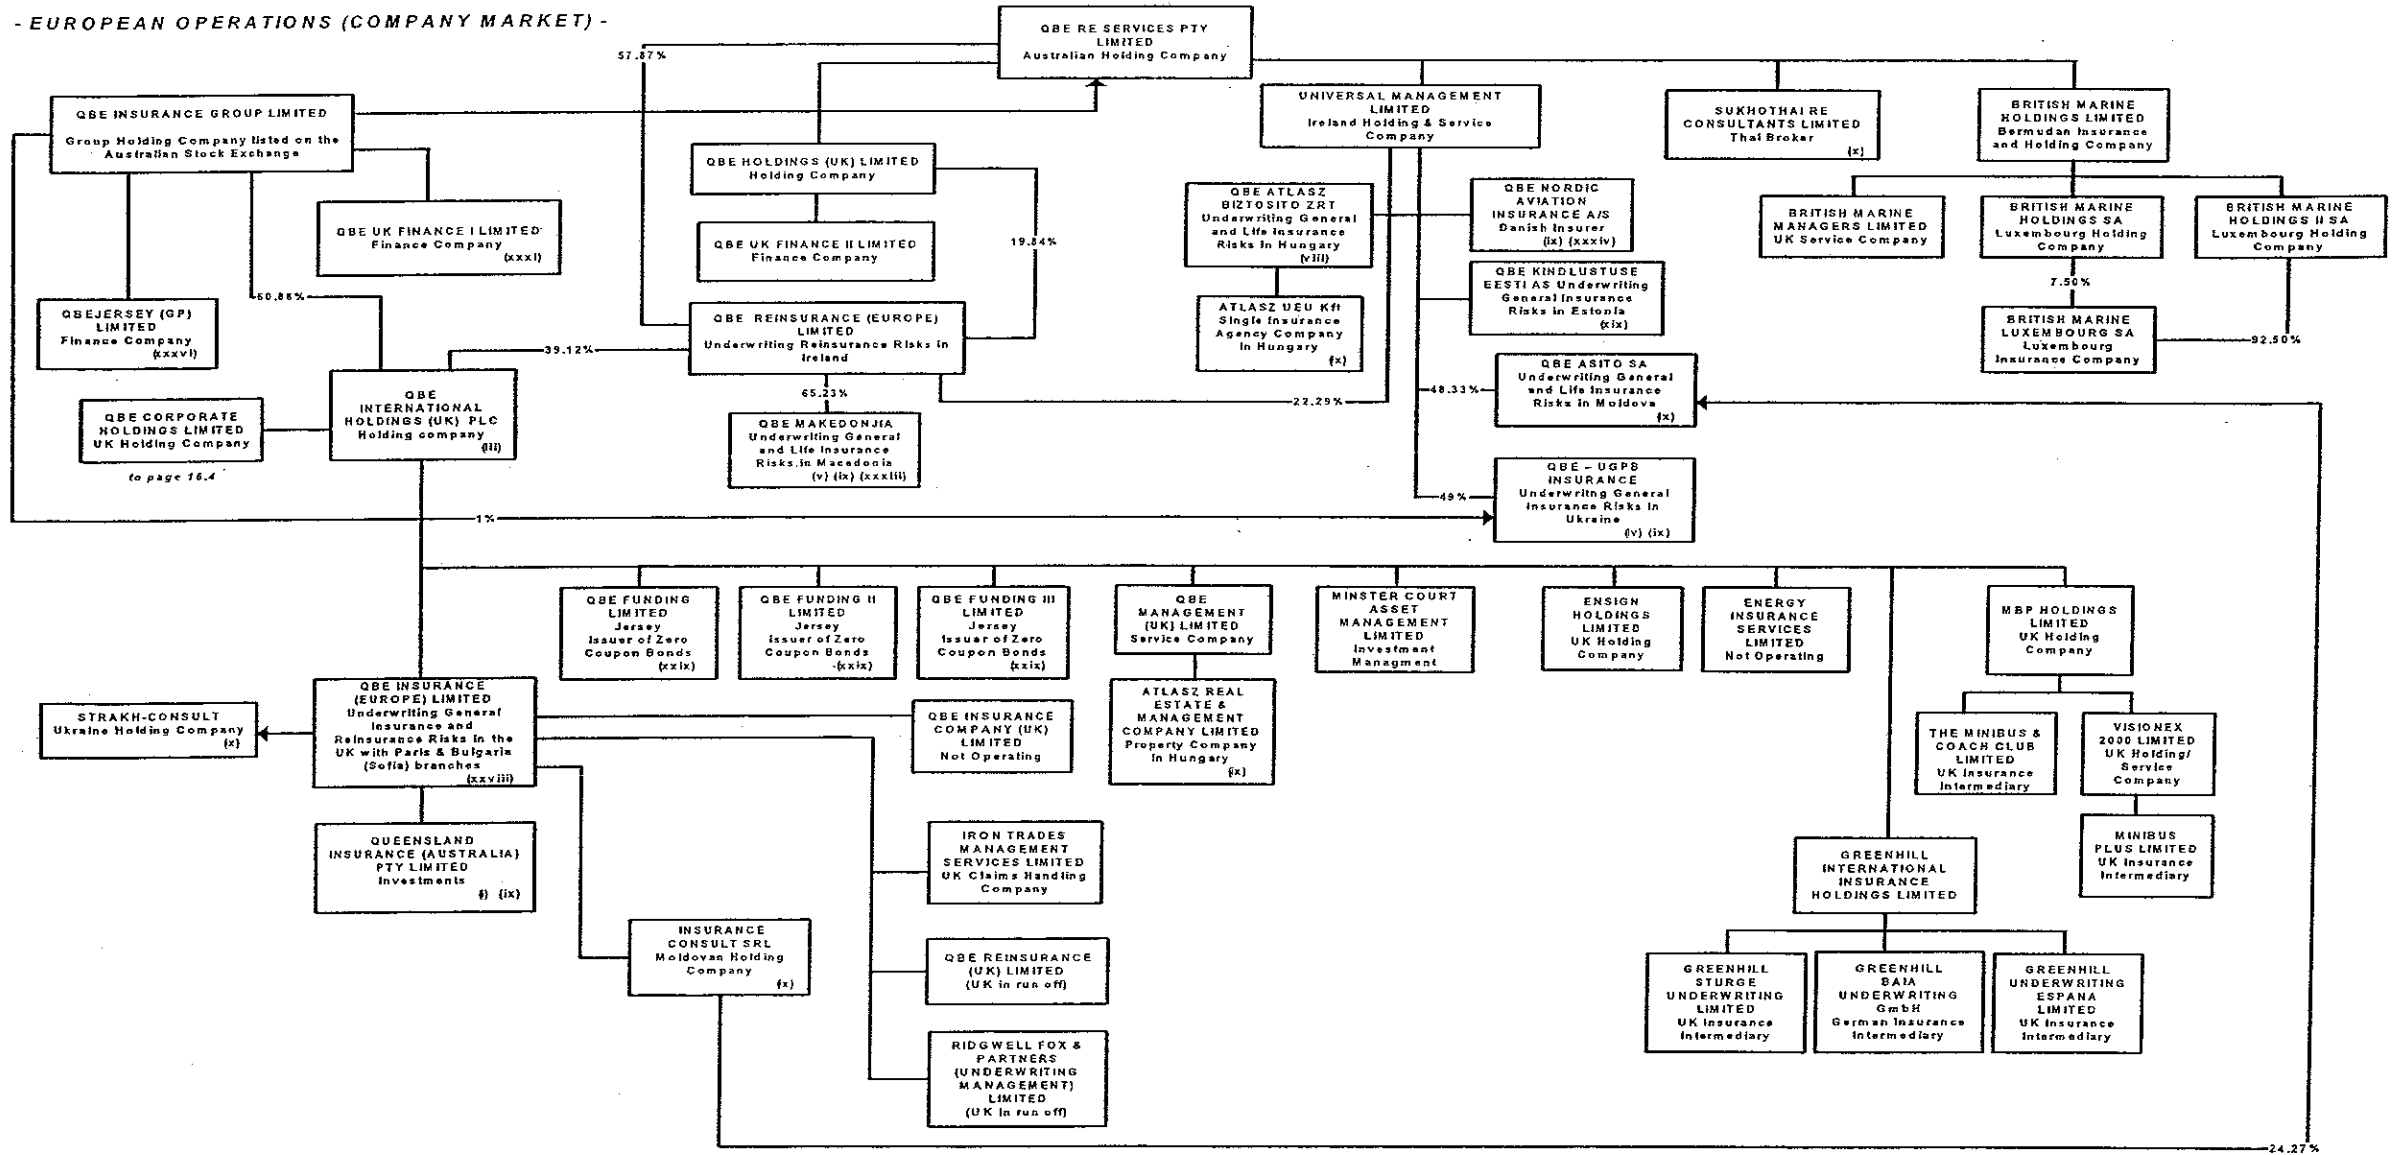 - EUROPEAN OPERATIONS (COMPANY MARKET) -
QBE RE SERVICES PTY
LIMITED
Australian Holding Company
57.87%
QBE INSURANCE GROUP LIMITED
Group Holding Company listed on the
Australian Stock Exchange
UNIVERSAL MANAGEMENT
LIMITED
Ireland Holding & Service
Company
SUKHOTHAI RE
CONSULTANTS LIMITED
Thai Broker
(x)
BRITISH MARINE
HOLDINGS LIMITED
Bermudan Insurance
and Holding Company
QBE HOLDINGS (UK) LIMITED
Holding Company
QBE UK FINANCE I LIMITED
Finance Company
(xxxi)
QBE UK FINANCE II LIMITED
Finance Company
19.84%
QBE ATLASZ
BIZTOSITO ZRT
Underwriting General
and Life Insurance
Risks in Hungary
(viii)
QBE NORDIC
AVIATION
INSURANCE A/S
Danish Insurer
(ix) (xxxiv)
BRITISH MARINE
MANAGERS LIMITED
UK Service Company
BRITISH MARINE
HOLDINGS SA
Luxembourg Holding
Company
BRITISH MARINE
HOLDINGS II SA
Luxembourg Holding
Company
60.88%
QBE JERSEY (GP)
LIMITED
Finance Company
(xxxvi)
QBE REINSURANCE (EUROPE)
LIMITED
Underwriting Reinsurance Risks in
Ireland
ATLASZ UEU Kft
Single Insurance
Agency Company
in Hungary
(x)
QBE KINDLUSTUSE
EESTI AS Underwriting
General Insurance
Risks in Estonia
(xix)
7.50%
BRITISH MARINE
LUXEMBOURG SA
Luxembourg
Insurance Company
92.50%
39.12%
QBE
INTERNATIONAL
HOLDINGS (UK) PLC
Holding company
(iii)
QBE CORPORATE
HOLDINGS LIMITED
UK Holding Company
to page 16.4
65.23%
22.29%
48.33%
QBE ASITO SA
Underwriting General
and Life Insurance
Risks in Moldova
(x)
QBE MAKEDONJIA
Underwriting General
and Life Insurance
Risks in Macedonia
(v) (ix) (xxxiii)
49%
QBE – UGPB
INSURANCE
Underwriting General
Insurance Risks in
Ukraine
(iv) (ix)
1%
QBE FUNDING
LIMITED
Jersey
Issuer of Zero
Coupon Bonds
(xxix)
QBE FUNDING II
LIMITED
Jersey
Issuer of Zero
Coupon Bonds
(xxix)
QBE FUNDING III
LIMITED
Jersey
Issuer of Zero
Coupon Bonds
(xxix)
QBE
MANAGEMENT
(UK) LIMITED
Service Company
MINSTER COURT
ASSET
MANAGEMENT
LIMITED
Investment
Managment
ENSIGN
HOLDINGS
LIMITED
UK Holding
Company
ENERGY
INSURANCE
SERVICES
LIMITED
Not Operating
MBP HOLDINGS
LIMITED
UK Holding
Company
STRAKH-CONSULT
Ukraine Holding Company
(x)
QBE INSURANCE
(EUROPE) LIMITED
Underwriting General
Insurance and
Reinsurance Risks in the
UK with Paris & Bulgaria
(Sofia) branches
(xxviii)
QBE INSURANCE
COMPANY (UK)
LIMITED
Not Operating
ATLASZ REAL
ESTATE &
MANAGEMENT
COMPANY LIMITED
Property Company
in Hungary
(ix)
THE MINIBUS &
COACH CLUB
LIMITED
UK Insurance
Intermediary
VISIONEX
2000 LIMITED
UK Holding/
Service
Company
QUEENSLAND
INSURANCE (AUSTRALIA)
PTY LIMITED
Investments
(i) (ix)
IRON TRADES
MANAGEMENT
SERVICES LIMITED
UK Claims Handling
Company
MINIBUS
PLUS LIMITED
UK Insurance
Intermediary
GREENHILL
INTERNATIONAL
INSURANCE
HOLDINGS LIMITED
INSURANCE
CONSULT SRL
Moldovan Holding
Company
(x)
QBE REINSURANCE
(UK) LIMITED
(UK in run off)
GREENHILL
STURGE
UNDERWRITING
LIMITED
UK Insurance
Intermediary
GREENHILL
BAIA
UNDERWRITING
GmbH
German Insurance
Intermediary
GREENHILL
UNDERWRITING
ESPANA
LIMITED
UK Insurance
Intermediary
RIDGWELL FOX &
PARTNERS
(UNDERWRITING
MANAGEMENT)
LIMITED
(UK in run off)
24.27%